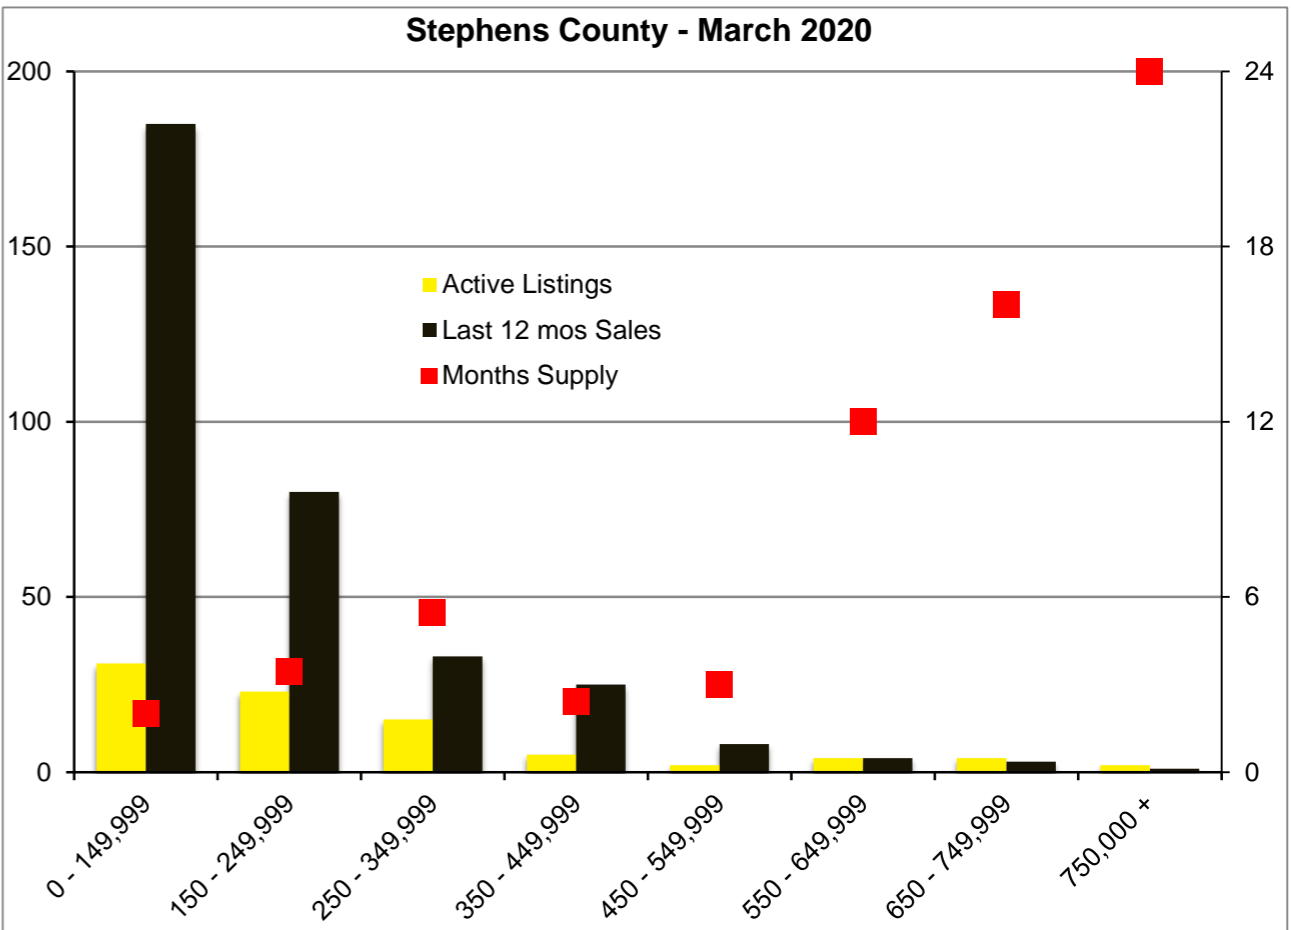 Stephens County - March 2020
200
150
100
50
0
24
18
12
6
0
Active Listings
Last 12 mos Sales
Months Supply
0 - 149,999
150 - 249,999
250 - 349,999
350 - 449,999
450 - 549,999
550 - 649,999
650 - 749,999
750,000 +